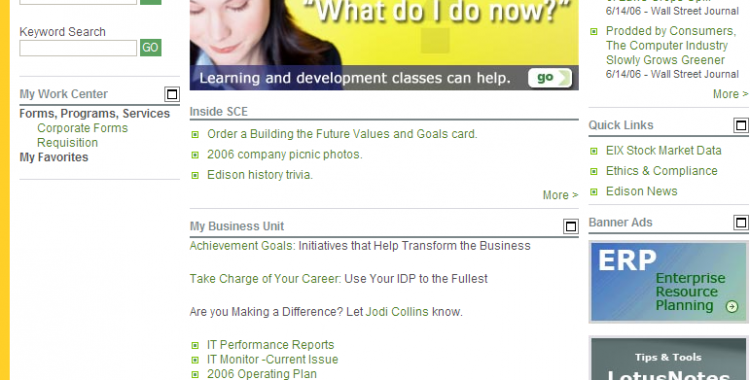 GO
Keyword Search
GO
My Work Center
Forms, Programs, Services
Corporate Forms
Requisition
My Favorites
"What do I do now?"
Learning and development classes can help.
go
Inside SCE
Order a Building the Future Values and Goals card.
2006 company picnic photos.
Edison history trivia.
More >
My Business Unit
Achievement Goals: Initiatives that Help Transform the Business
Take Charge of Your Career: Use Your IDP to the Fullest
Are you Making a Difference? Let Jodi Collins know.
IT Performance Reports
IT Monitor -Current Issue
2006 Operating Plan
6/14/06 - Wall Street Journal
Prodded by Consumers,
The Computer Industry
Slowly Grows Greener
6/14/06 - Wall Street Journal
More >
Quick Links
EIX Stock Market Data
Ethics & Compliance
Edison News
Banner Ads
ERP
Enterprise
Resource
Planning
Tips & Tools
LotusNotes